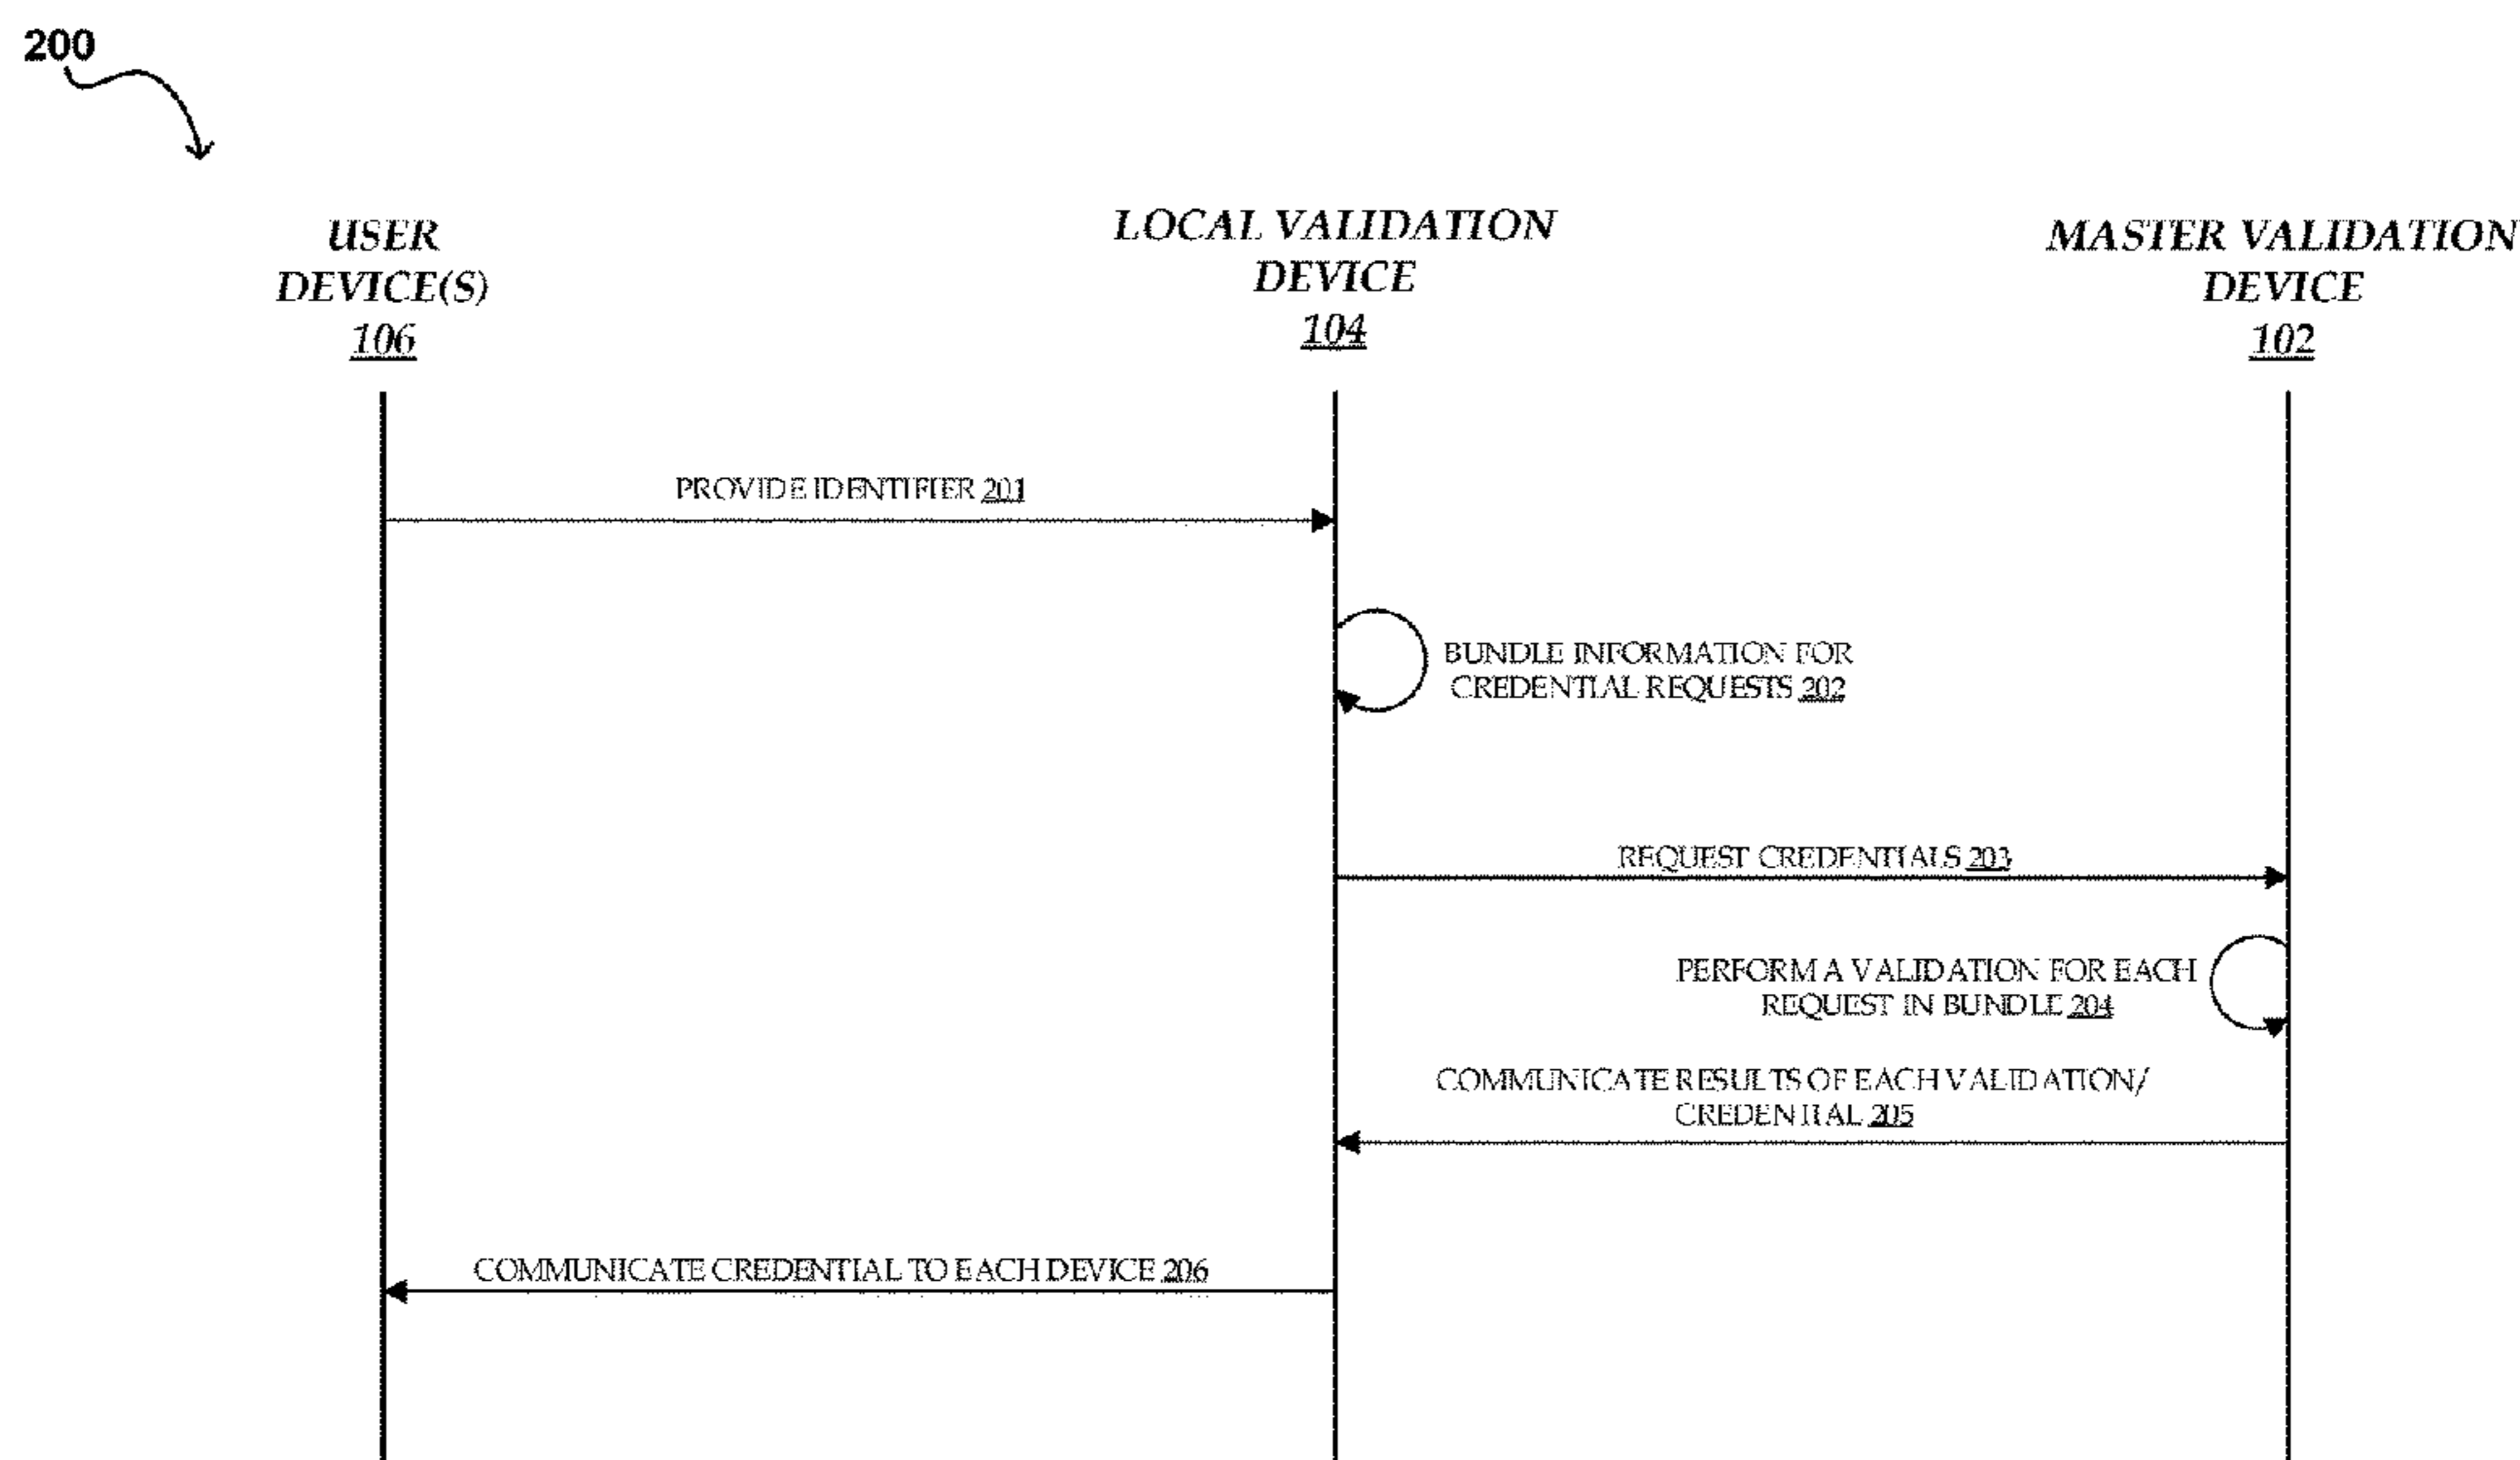 200
USER
DEVICE(S)
106
LOCAL VALIDATION
DEVICE
104
MASTER VALIDATION
DEVICE
102
PROVIDE IDENTIFIER 201
BUNDLE INFORMATION FOR
CREDENTIAL REQUESTS 202
REQUEST CREDENTIALS 203
PERFORM A VALIDATION FOR EACH
REQUEST IN BUNDLE 204
COMMUNICATE RESULTS OF EACH VALIDATION/
CREDENTIAL 205
COMMUNICATE CREDENTIAL TO EACH DEVICE 206